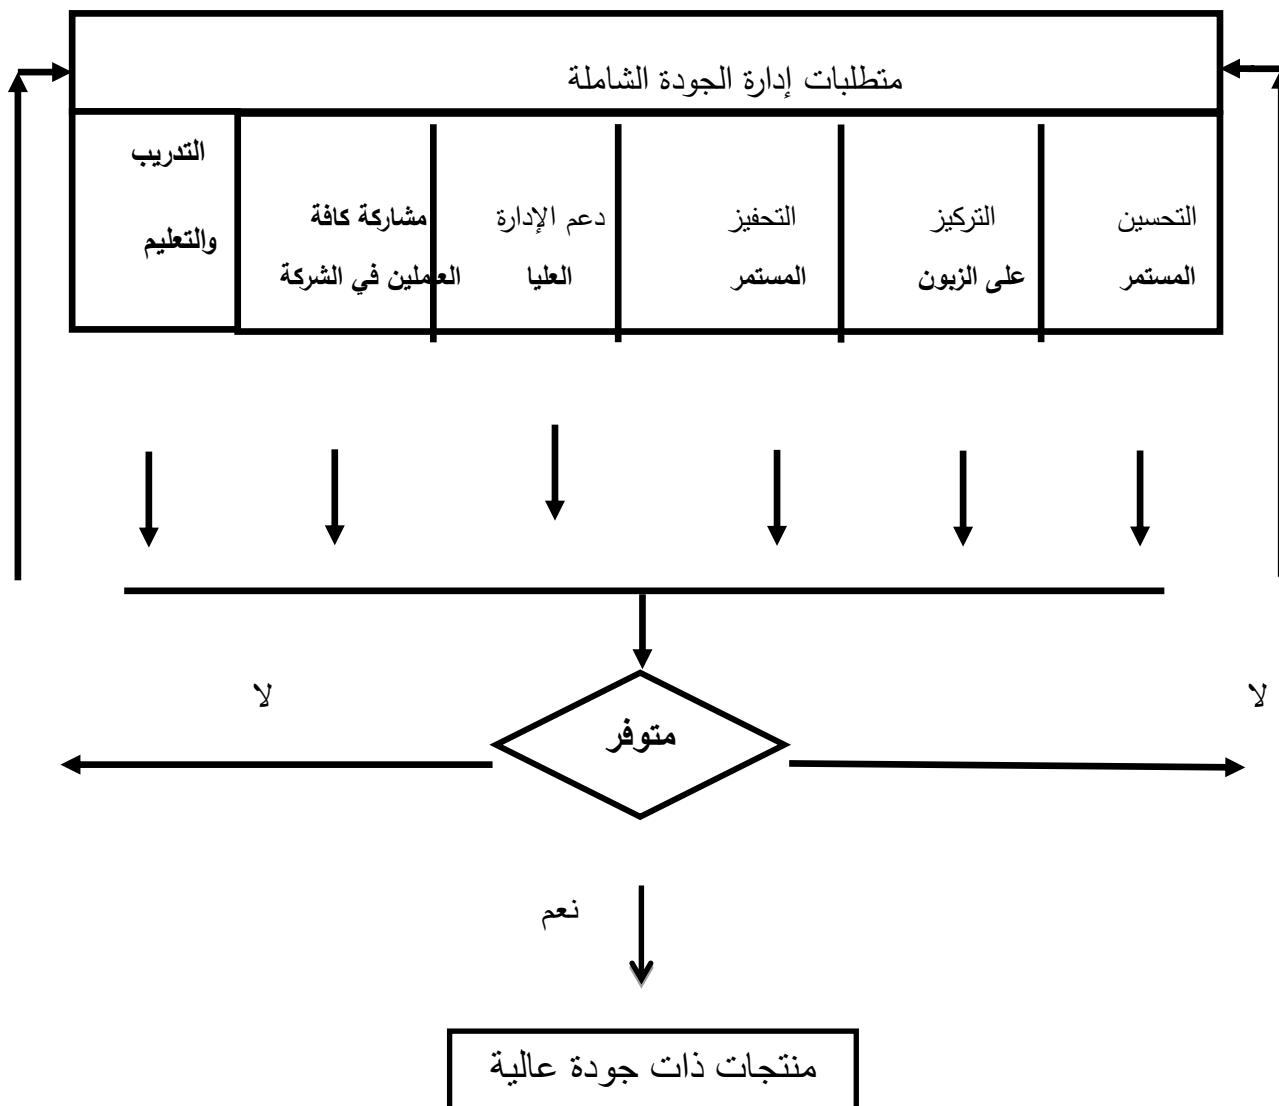 متطلبات إدارة الجودة الشاملة
التحسين
المستمر
التركيز
على الزبون
التحفيز
المستمر
دعم الإدارة
العليا
مشاركة كافة
العملين في الشركة
التدريب
والتعليم
لا
متوفر
لا
نعم
منتجات ذات جودة عالية